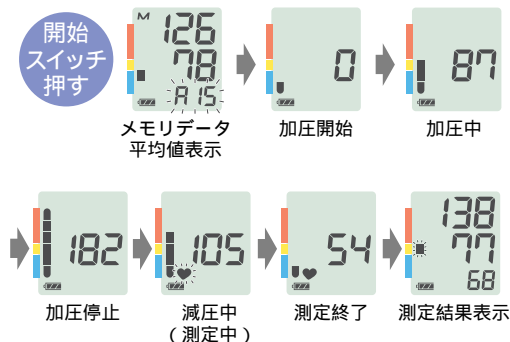 開始
スイッチ
押す
M
126
78
A 15
メモリデータ
平均値表示
0
加圧開始
87
加圧中
182
加圧停止
105
減圧中
(測定中)
54
測定終了
138
77
68
測定結果表示